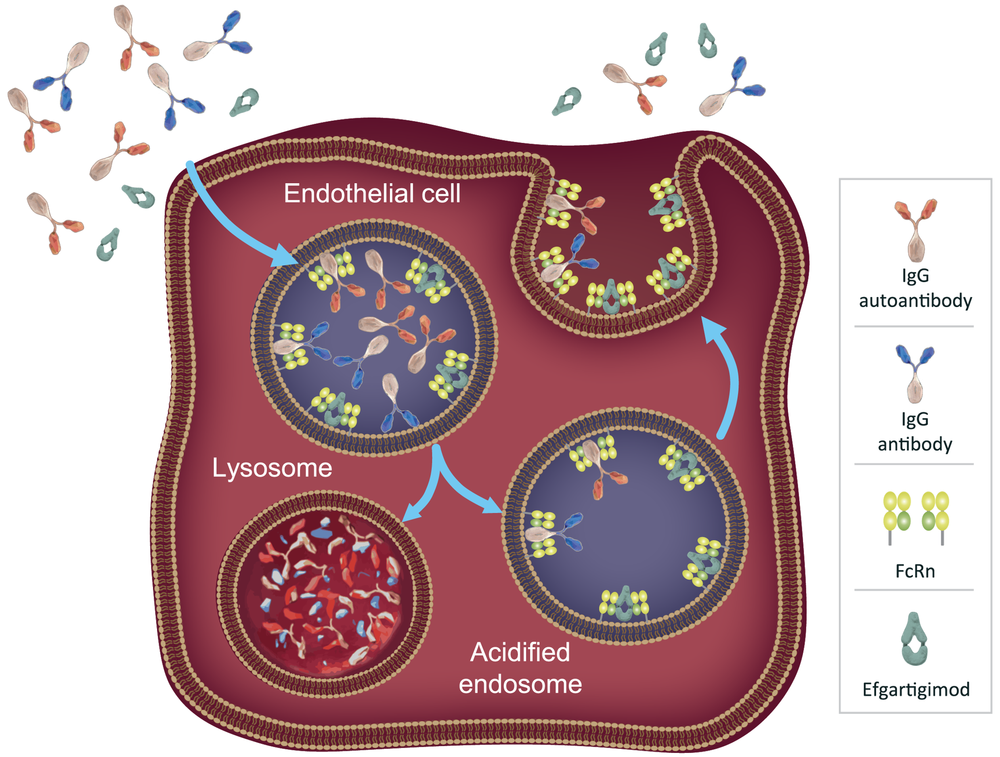 Endothelial cell
Lysosome
Acidified
endosome
IgG
autoantibody
IgG
antibody
FcRn
Efgartigimod